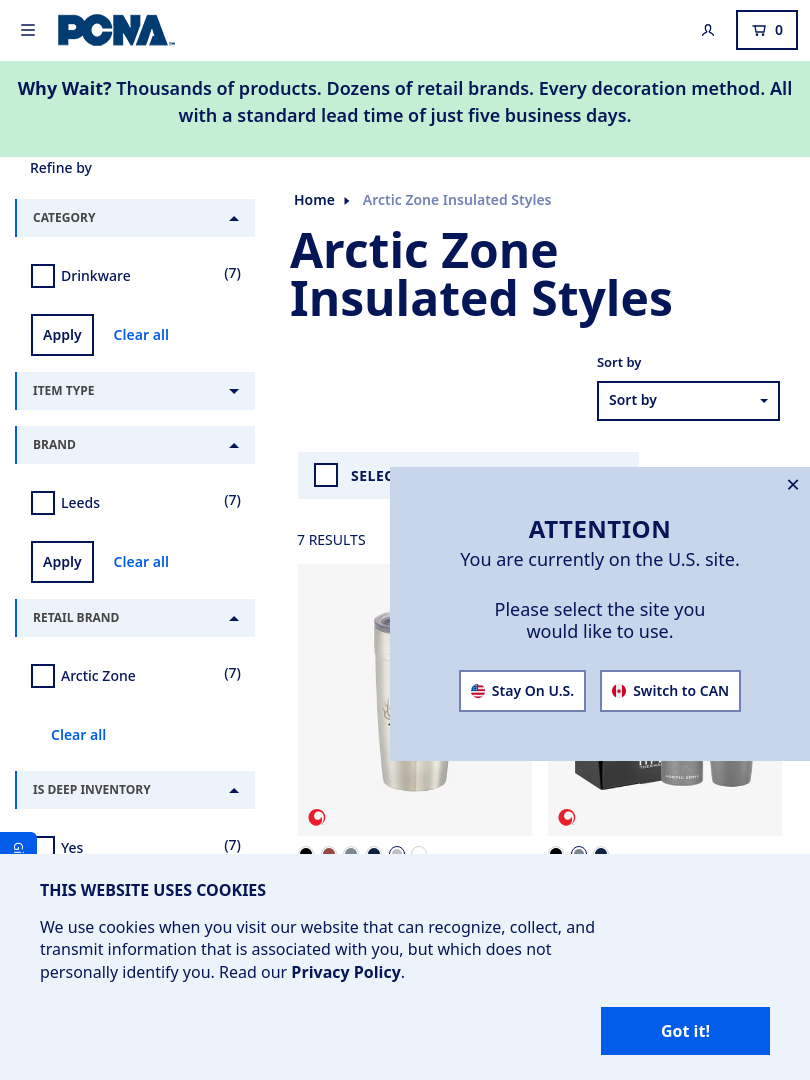 PCNA
0
Why Wait? Thousands of products. Dozens of retail brands. Every decoration method. All
with a standard lead time of just five business days.
Refine by
CATEGORY
Drinkware
(7)
Apply
Clear all
ITEM TYPE
BRAND
Leeds
(7)
Apply
Clear all
RETAIL BRAND
Arctic Zone
(7)
Clear all
IS DEEP INVENTORY
Yes
(7)
Home
Arctic Zone Insulated Styles
Arctic Zone
Insulated Styles
Sort by
Sort by
7 RESULTS
ATTENTION
You are currently on the U.S. site.
Please select the site you
would like to use.
Stay On U.S.
Switch to CAN
THIS WEBSITE USES COOKIES
We use cookies when you visit our website that can recognize, collect, and
transmit information that is associated with you, but which does not
personally identify you. Read our Privacy Policy.
Got it!